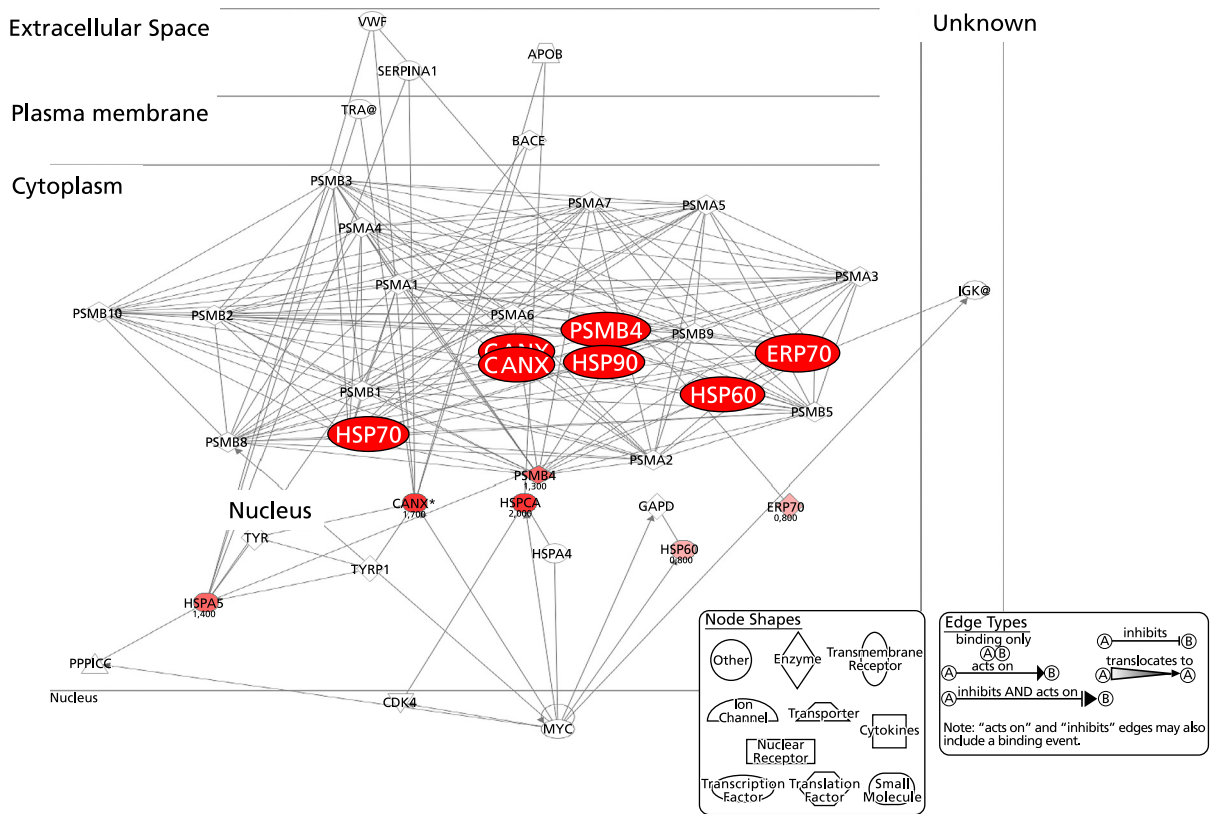 Extracellular Space
Unknown
VWF
APOB
SERPINA1
Plasma membrane
TRA@
BACE
Cytoplasm
PSMB3
PSMA7
PSMA5
PSMA4
PSMA3
PSMA1
IGK@
PSMB10
PSMB2
PSMA6
PSMB4
PSMB9
CANX
CANX
HSP90
ERP70
PSMB1
HSP60
PSMB5
HSP70
PSMB8
PSMA2
PSMB4
1,300
CANX*
1,700
HSPCA
2,000
GAPD
ERP70
0,800
Nucleus
TYR
HSPA4
HSP60
0,800
TYRP1
HSPA5
1,400
PPPICC
Nucleus
CDK4
MYC
Node Shapes
Other
Enzyme
Transmembrane
Receptor
Ion
Channel
Transporter
Cytokines
Nuclear
Receptor
Transcription
Factor
Translation
Factor
Small
Molecule
Edge Types
binding only
A B
A acts on B
A inhibits B
A translocates to A
A inhibits AND acts on B
Note: “acts on” and “inhibits” edges may also
include a binding event.